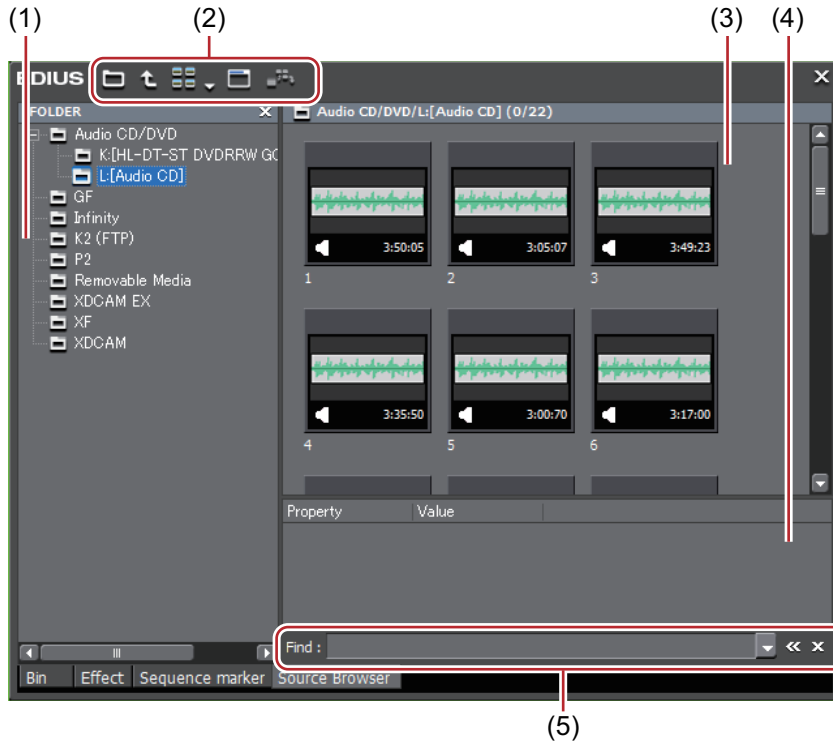 (1) (2) (3) (4)
EDIUS
FOLDER
Audio CD/DVD
K:[HL-DT-ST DVDRRW GC
L:[Audio CD]
GF
Infinity
K2 (FTP)
P2
Removable Media
XDCAM EX
XF
XDCAM
Audio CD/DVD/L:[Audio CD] (0/22)
3:50:05 3:05:07 3:49:23
1 2 3
3:35:50 3:00:70 3:17:00
4 5 6
Property Value
Find :
Bin Effect Sequence marker Source Browser
(5)